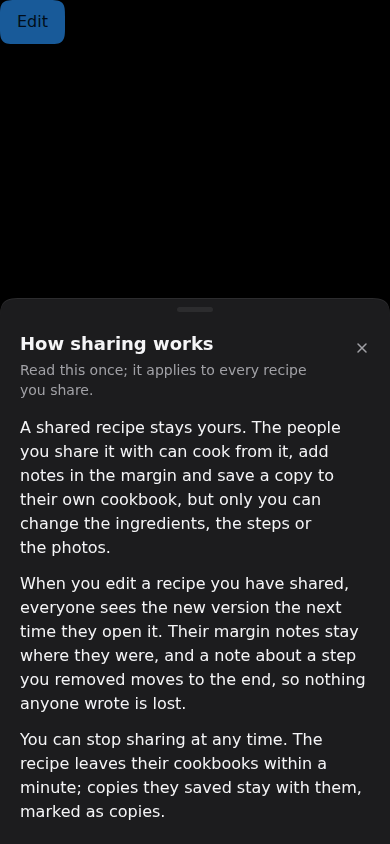 Edit
How sharing works
Read this once; it applies to every recipe
you share.
A shared recipe stays yours. The people
you share it with can cook from it, add
notes in the margin and save a copy to
their own cookbook, but only you can
change the ingredients, the steps or
the photos.
When you edit a recipe you have shared,
everyone sees the new version the next
time they open it. Their margin notes stay
where they were, and a note about a step
you removed moves to the end, so nothing
anyone wrote is lost.
You can stop sharing at any time. The
recipe leaves their cookbooks within a
minute; copies they saved stay with them,
marked as copies.